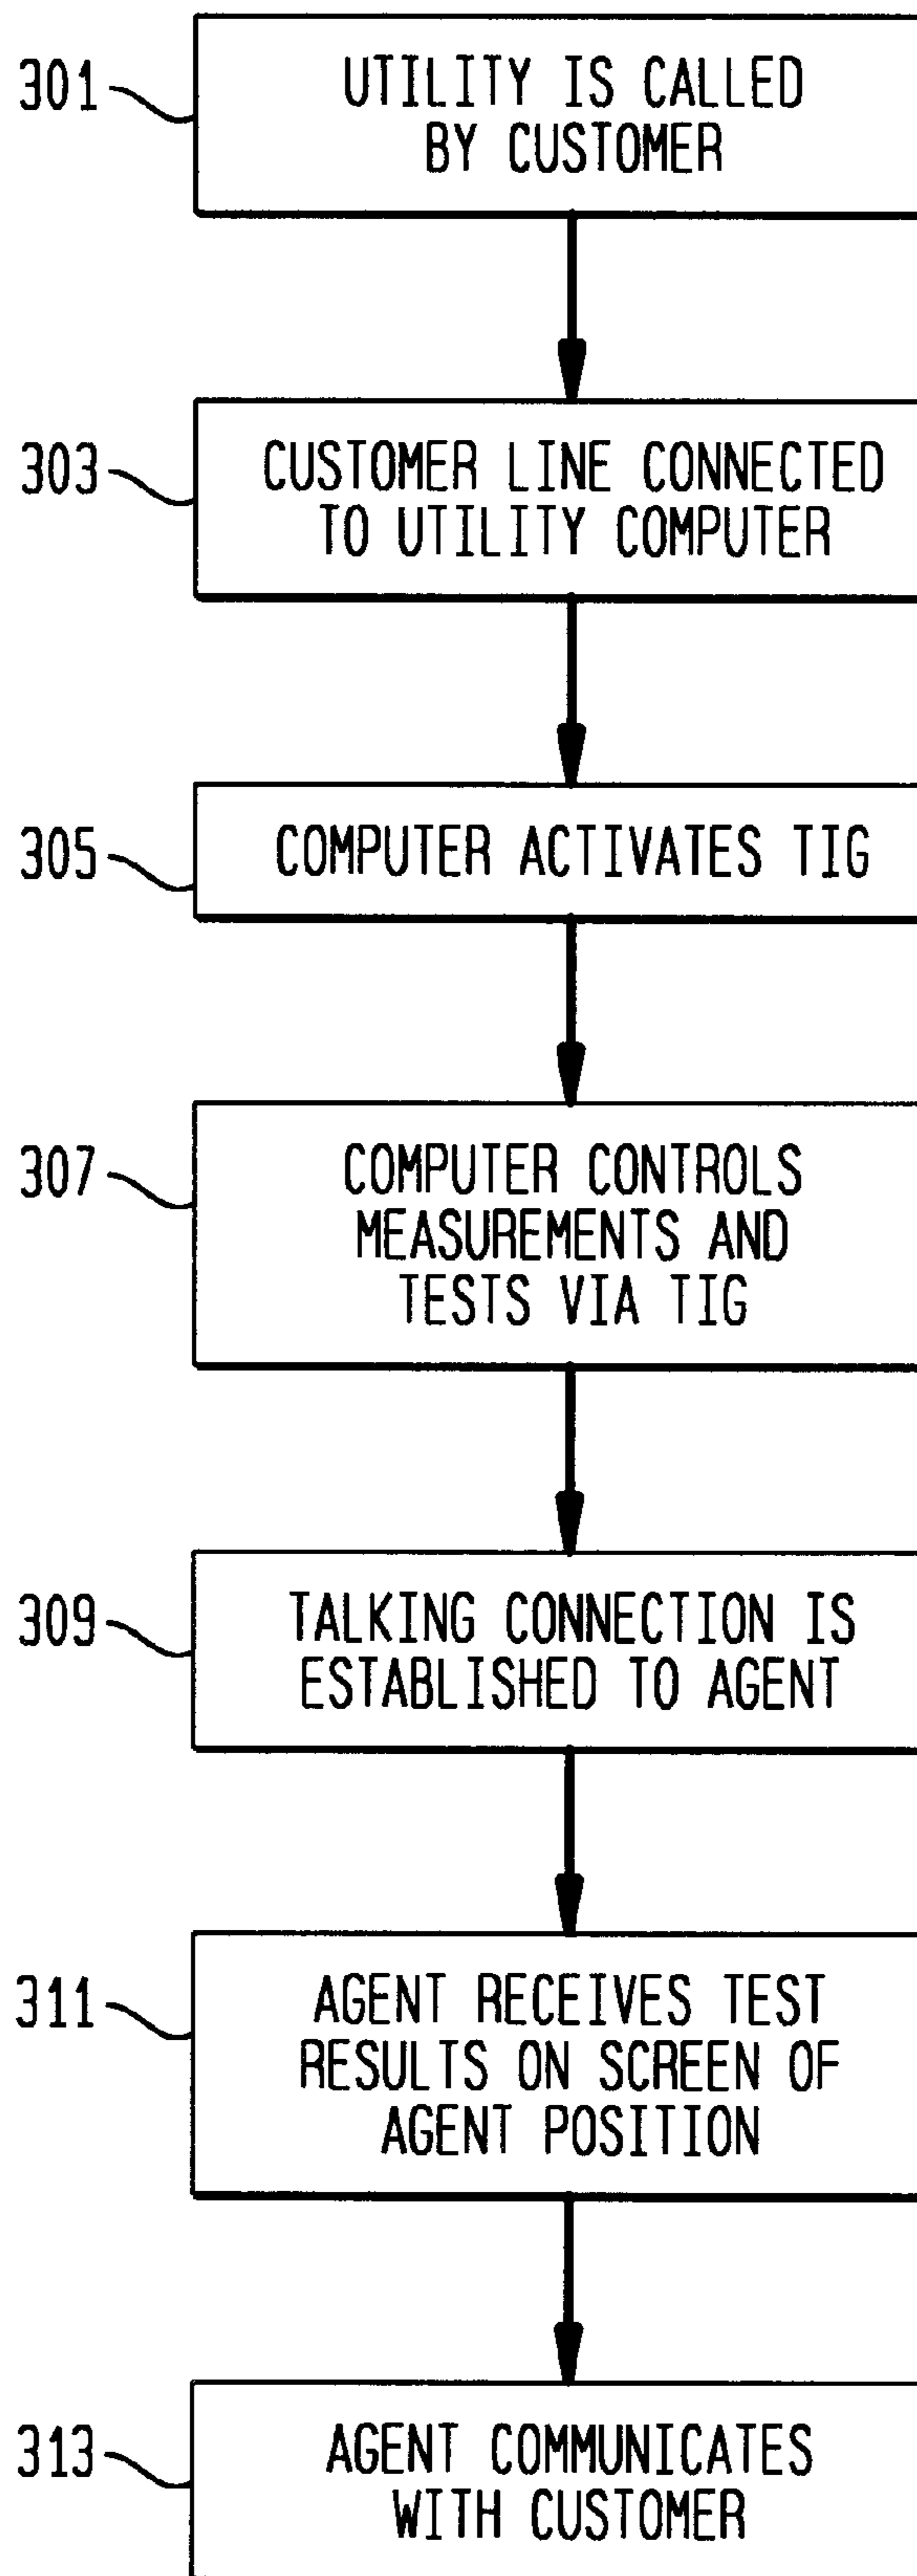 301
UTILITY IS CALLED
BY CUSTOMER
303
CUSTOMER LINE CONNECTED
TO UTILITY COMPUTER
305
COMPUTER ACTIVATES TIG
307
COMPUTER CONTROLS
MEASUREMENTS AND
TESTS VIA TIG
309
TALKING CONNECTION IS
ESTABLISHED TO AGENT
311
AGENT RECEIVES TEST
RESULTS ON SCREEN OF
AGENT POSITION
313
AGENT COMMUNICATES
WITH CUSTOMER